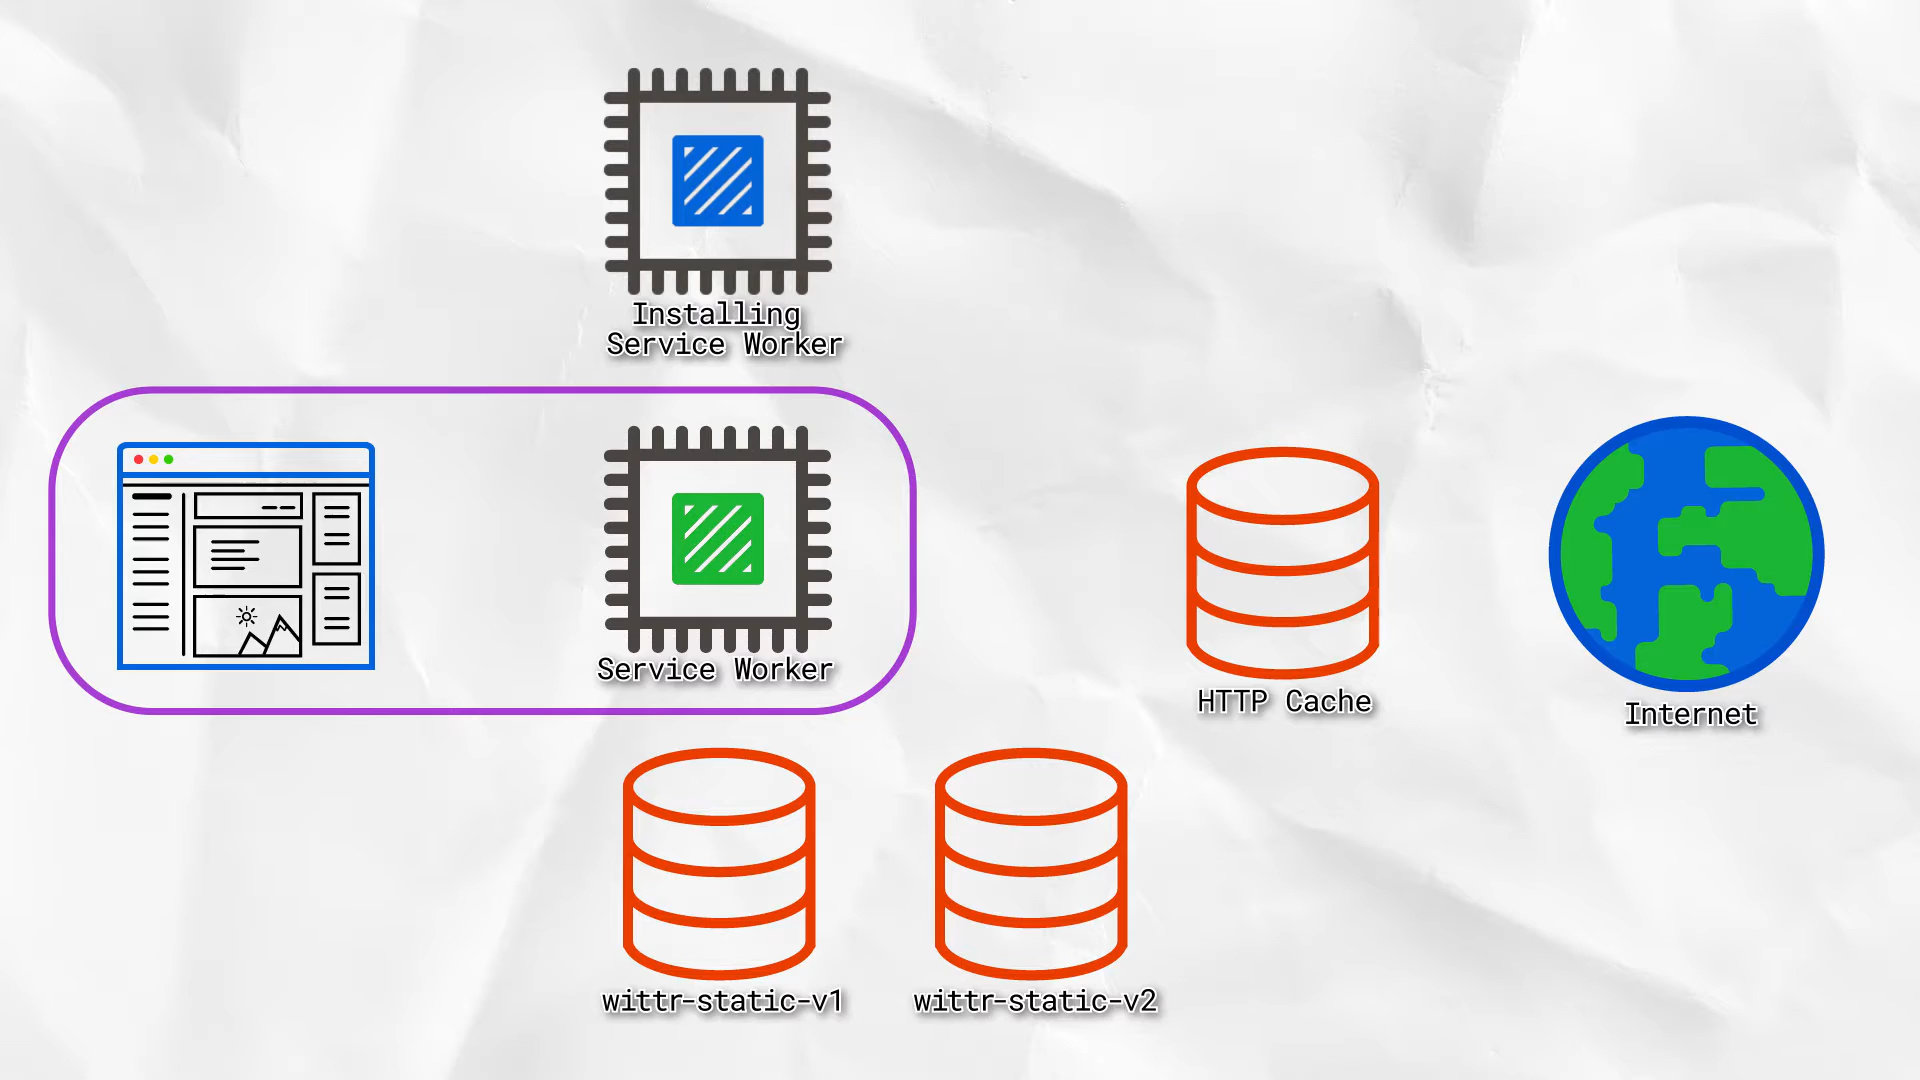 Installing
Service Worker
Service Worker
HTTP Cache
Internet
wittr-static-v1
wittr-static-v2